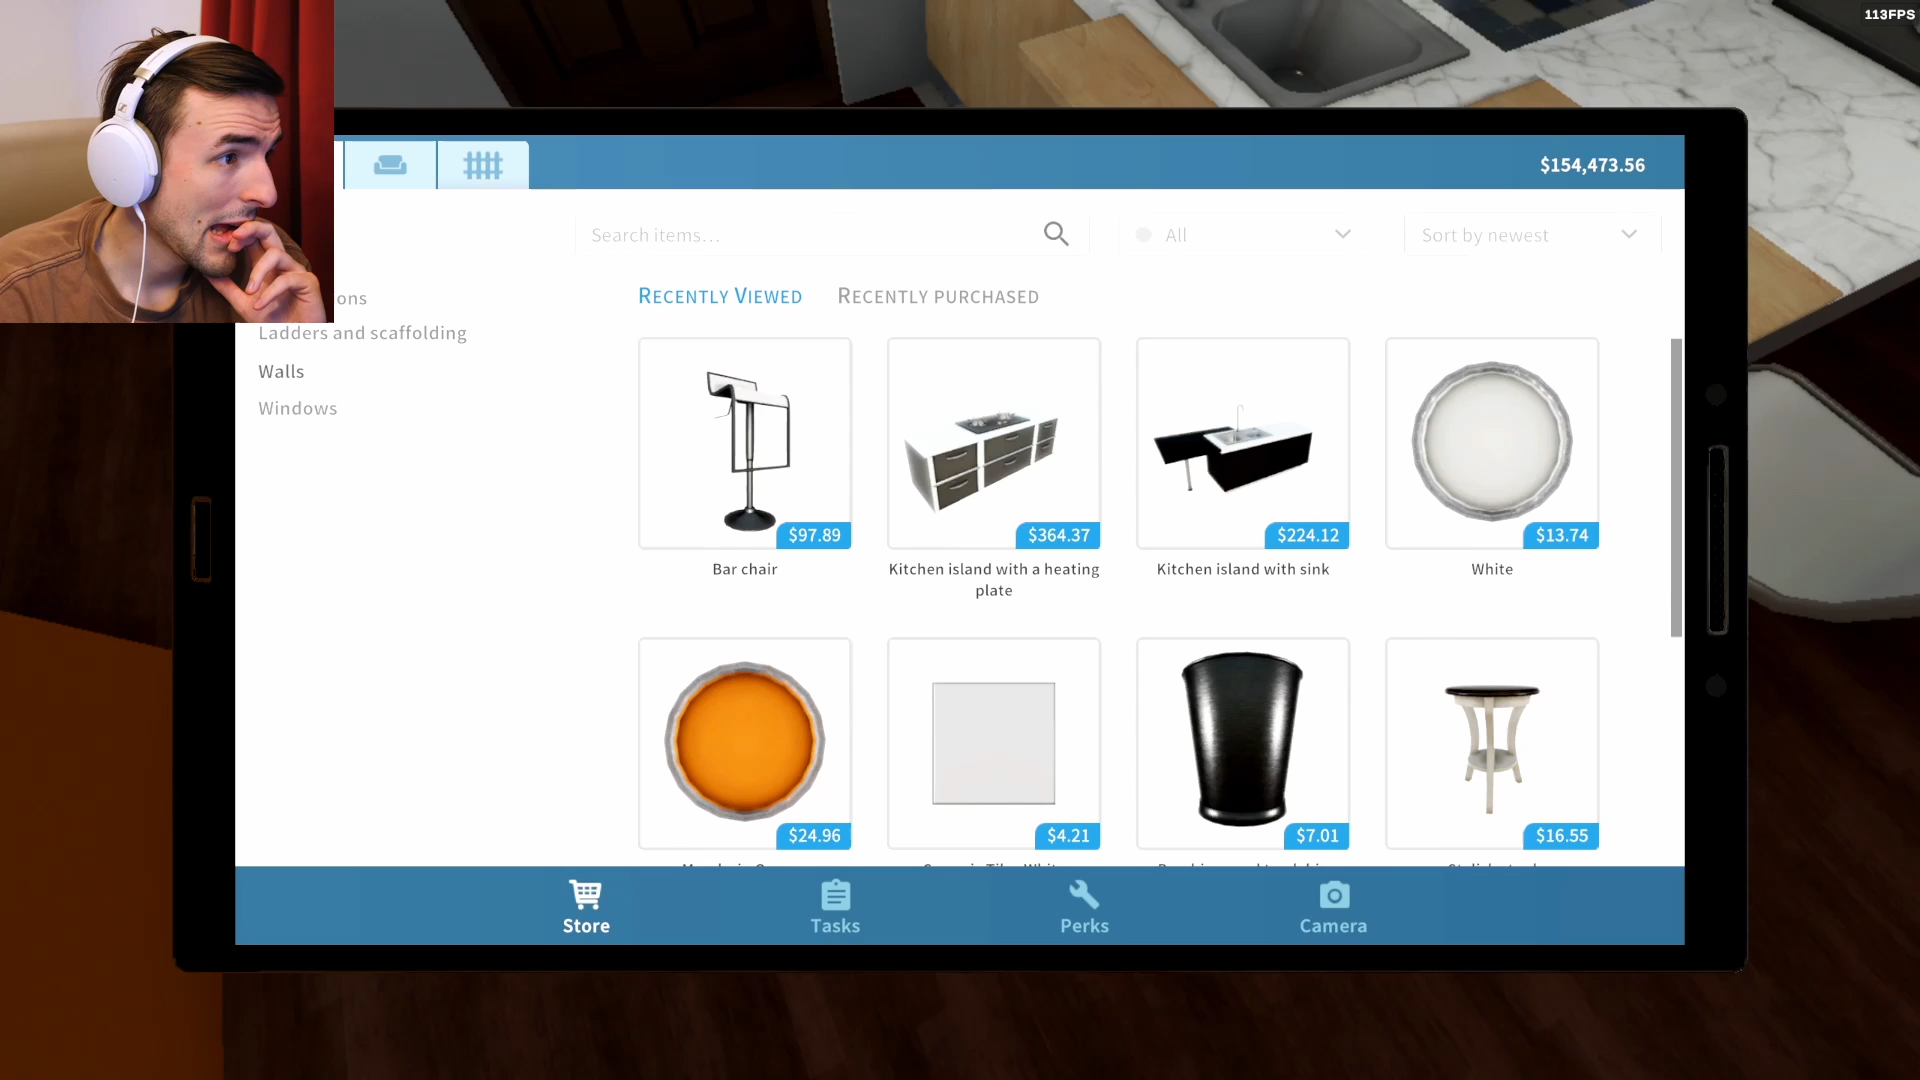 113FPS
$154,473.56
Search items...
All
Sort by newest
ons
Ladders and scaffolding
Walls
Windows
RECENTLY VIEWED
RECENTLY PURCHASED
$97.89
$364.37
$224.12
$13.74
Bar chair
Kitchen island with a heating
plate
Kitchen island with sink
White
$24.96
$4.21
$7.01
$16.55
Store
Tasks
Perks
Camera